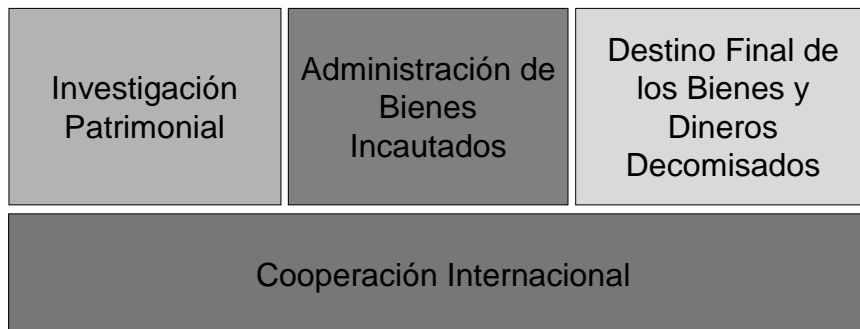 Investigación
Patrimonial
Administración de
Bienes
Incautados
Destino Final de
los Bienes y
Dineros
Decomisados
Cooperación Internacional